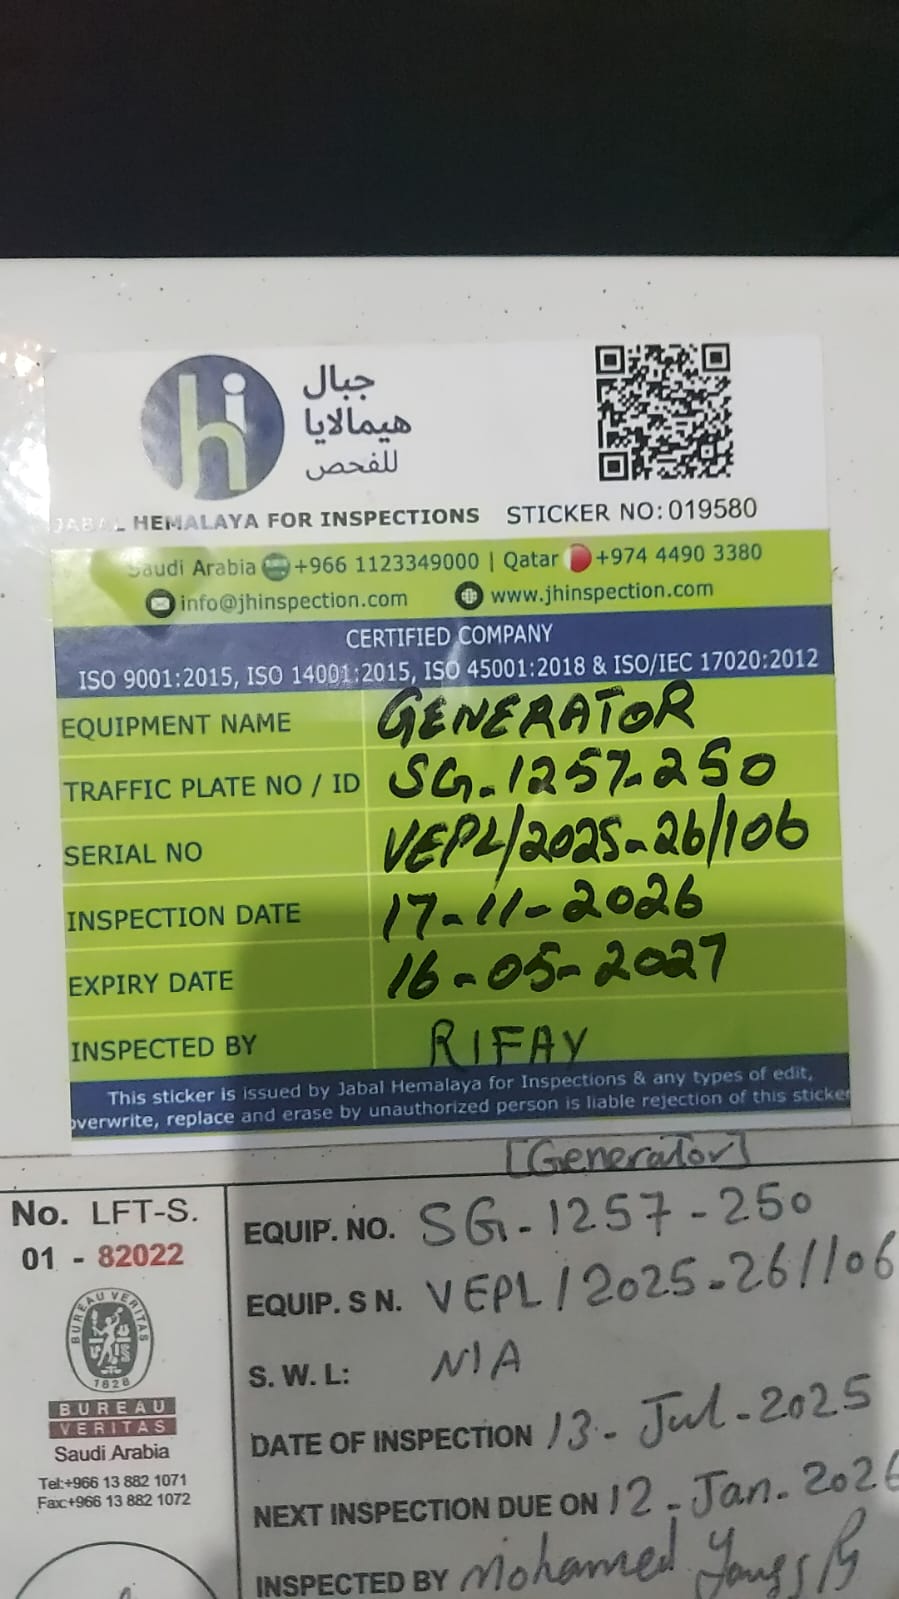 جبال
هيمالايا
للفحص
JABAL HEMALAYA FOR INSPECTIONS STICKER NO:019580
Saudi Arabia +966 1123349000 | Qatar +974 4490 3380
info@jhinspection.com www.jhinspection.com
CERTIFIED COMPANY
ISO 9001:2015, ISO 14001:2015, ISO 45001:2018 & ISO/IEC 17020:2012
EQUIPMENT NAME GENERATOR
TRAFFIC PLATE NO / ID SG-1257-250
SERIAL NO VEPL/2025-26/106
INSPECTION DATE 17-11-2026
EXPIRY DATE 16-05-2027
INSPECTED BY RIFAY
This sticker is issued by Jabal Hemalaya for Inspections & any types of edit,
overwrite, replace and erase by unauthorized person is liable rejection of this sticker
[Generator]
No. LFT-S.
01 - 82022
BUREAU VERITAS
1828
BUREAU
VERITAS
Saudi Arabia
Tel:+966 13 882 1071
Fax:+966 13 882 1072
EQUIP. NO. SG-1257-250
EQUIP. S N. VEPL/2025-26/106
S. W. L: N/A
DATE OF INSPECTION 13-Jul-2025
NEXT INSPECTION DUE ON 12-Jan-2026
INSPECTED BY Mohamed